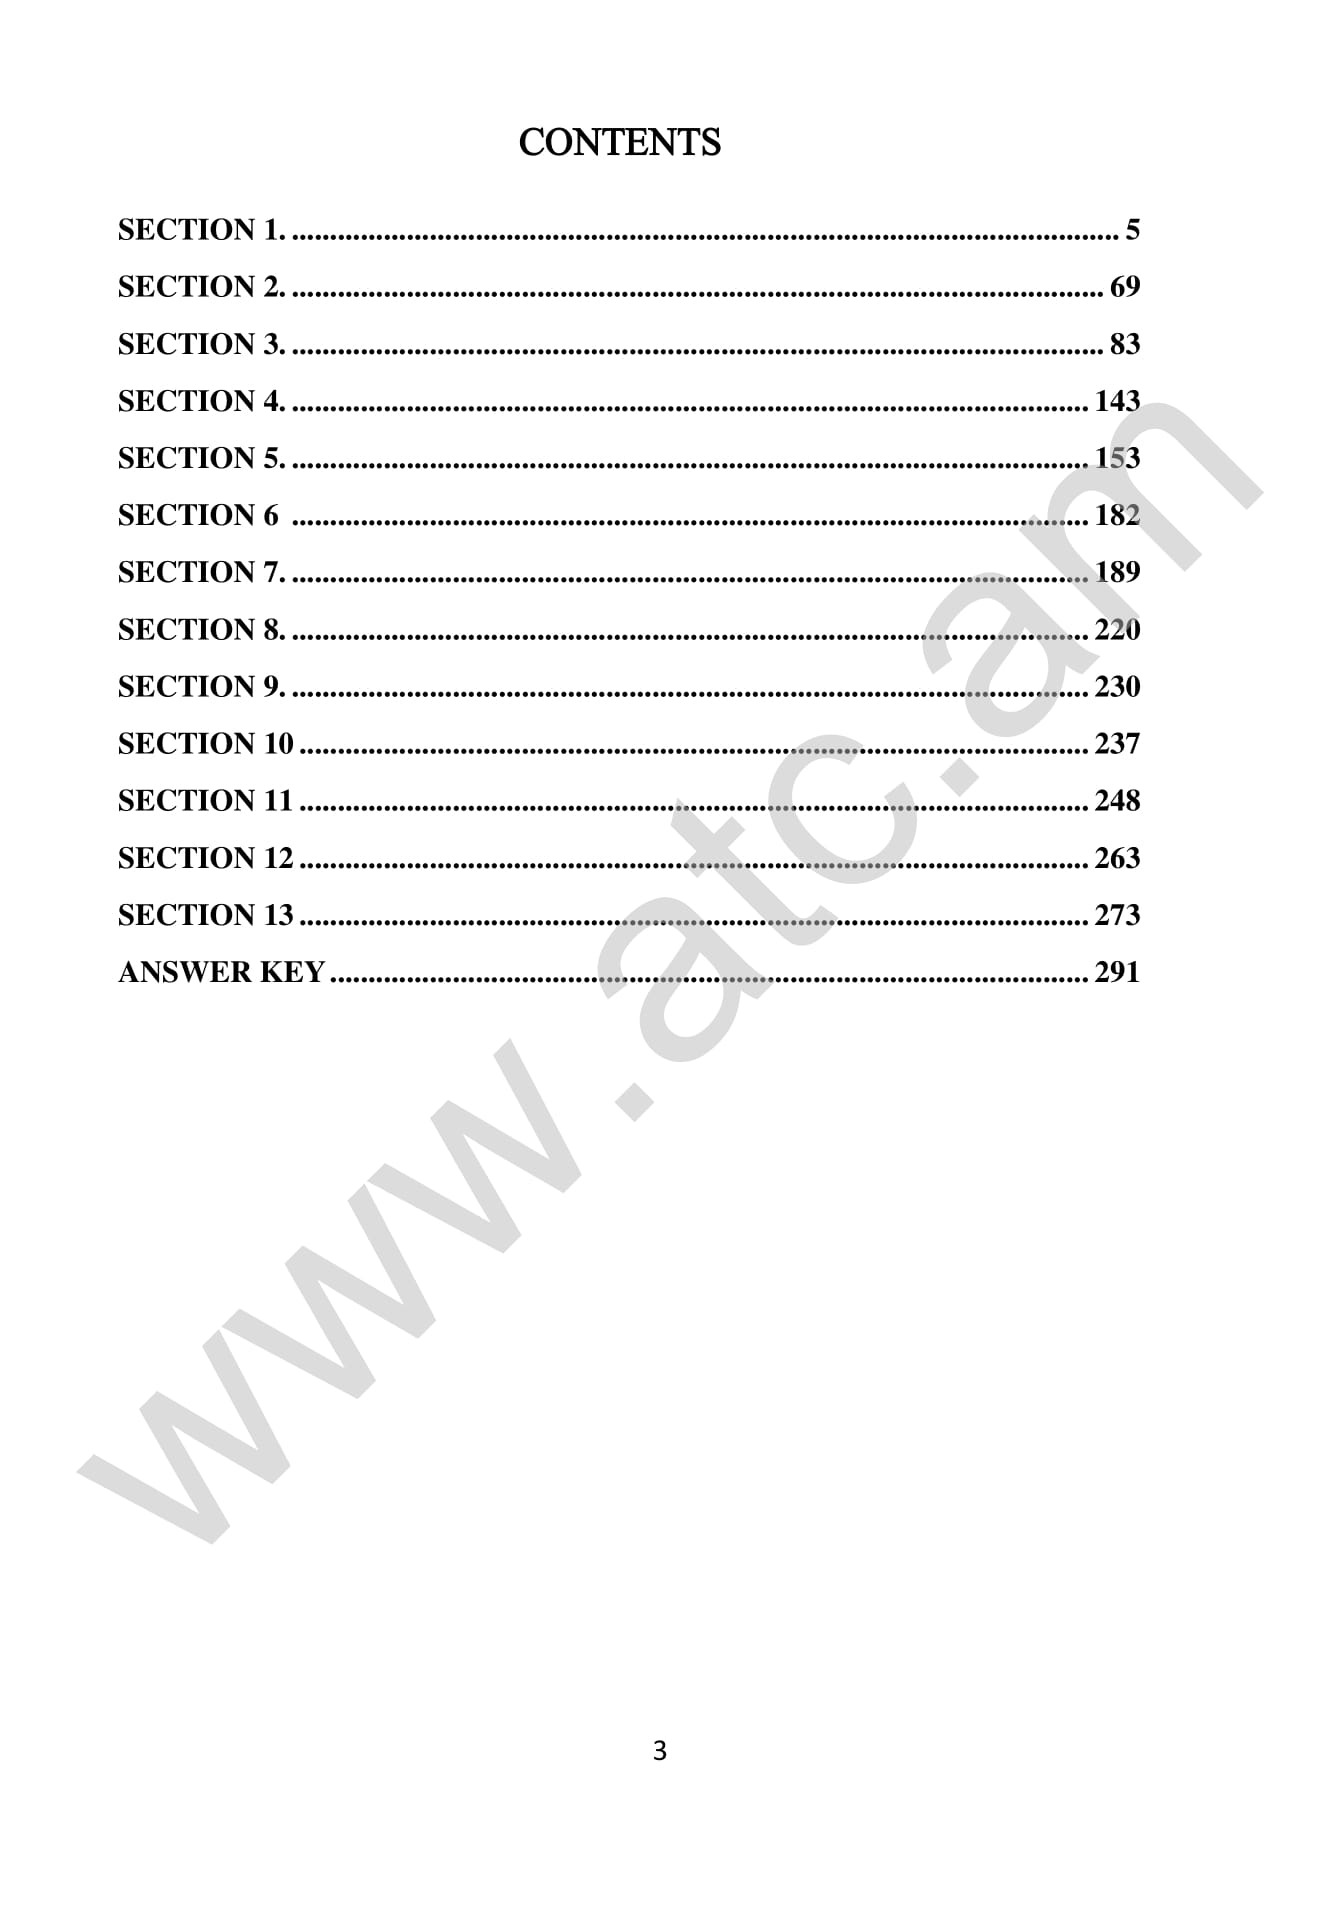 CONTENTS
SECTION 1. ............................................................................................................ 5
SECTION 2. .......................................................................................................... 69
SECTION 3. .......................................................................................................... 83
SECTION 4. ........................................................................................................ 143
SECTION 5. ........................................................................................................ 153
SECTION 6 ........................................................................................................ 182
SECTION 7. ........................................................................................................ 189
SECTION 8. ........................................................................................................ 220
SECTION 9. ........................................................................................................ 230
SECTION 10 ....................................................................................................... 237
SECTION 11 ....................................................................................................... 248
SECTION 12 ....................................................................................................... 263
SECTION 13 ....................................................................................................... 273
ANSWER KEY ................................................................................................... 291
www.atc.am
3